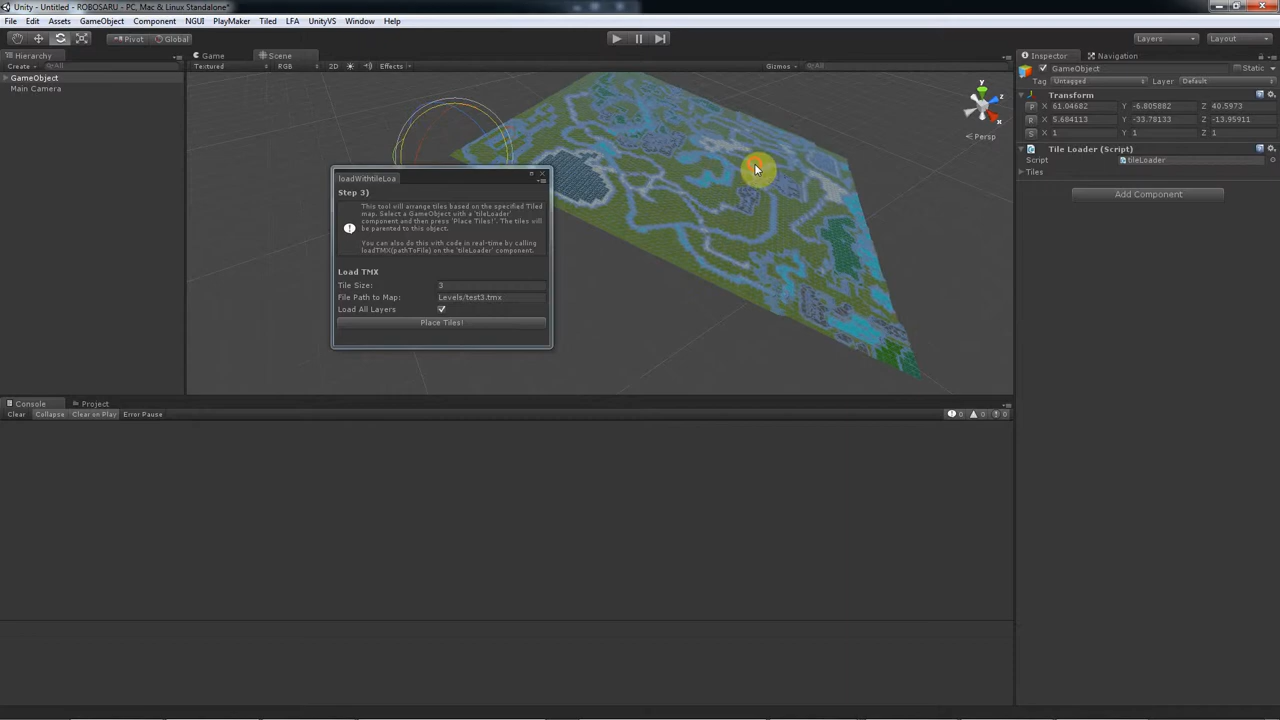 Unity - Untitled - ROBOSARU - PC, Mac & Linux Standalone*
File Edit Assets GameObject Component NGUI PlayMaker Tiled LFA UnityVS Window Help
Pivot Global Layers Layout
Hierarchy
Create All
GameObject
Main Camera
Game Scene
Textured RGB 2D Effects Gizmos All
y
z
x
Persp
loadWithtileLoa
Step 3)
This tool will arrange tiles based on the specified Tiled
map. Select a GameObject with a 'tileLoader'
component and then press 'Place Tiles!'. The tiles will
be parented to this object.
You can also do this with code in real-time by calling
loadTMX(pathToFile) on the 'tileLoader' component.
Load TMX
Tile Size: 3
File Path to Map: Levels/test3.tmx
Load All Layers
Place Tiles!
Inspector Navigation
GameObject Static
Tag Untagged Layer Default
Transform
P X 61.04682 Y -6.805882 Z 40.5973
R X 5.684113 Y -33.78133 Z -13.95911
S X 1 Y 1 Z 1
Tile Loader (Script)
Script tileLoader
Tiles
Add Component
Console Project
Clear Collapse Clear on Play Error Pause 0 0 0